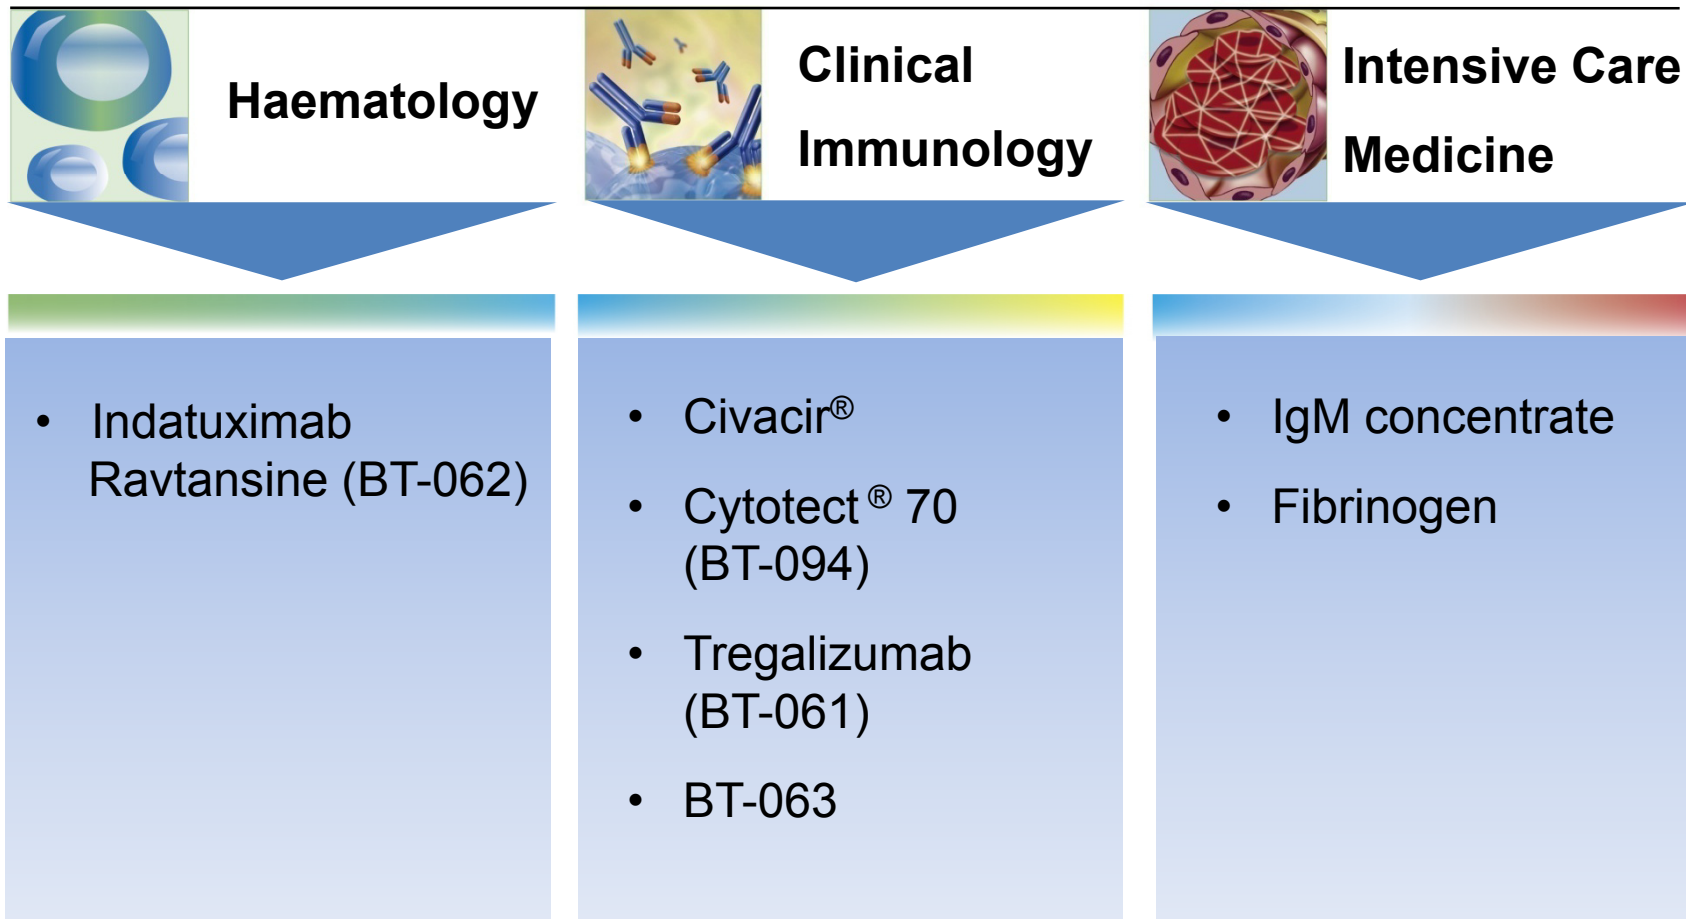 Haematology
Clinical
Immunology
Intensive Care
Medicine
• Indatuximab
Ravtansine (BT-062)
• Civacir®
• Cytotect ® 70
(BT-094)
• Tregalizumab
(BT-061)
• BT-063
• IgM concentrate
• Fibrinogen